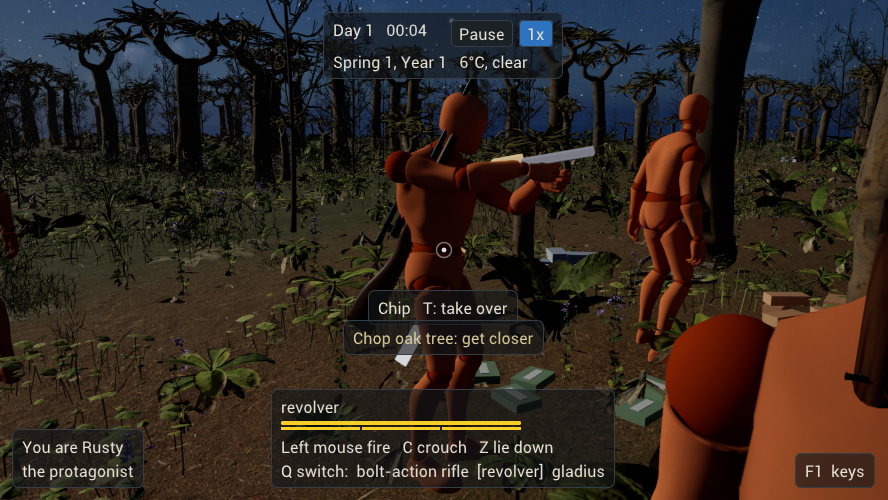 Day 1 00:04 Pause 1x
Spring 1, Year 1 6°C, clear
Chip T: take over
Chop oak tree: get closer
revolver
Left mouse fire C crouch Z lie down
Q switch: bolt-action rifle [revolver] gladius
You are Rusty
the protagonist
F1 keys